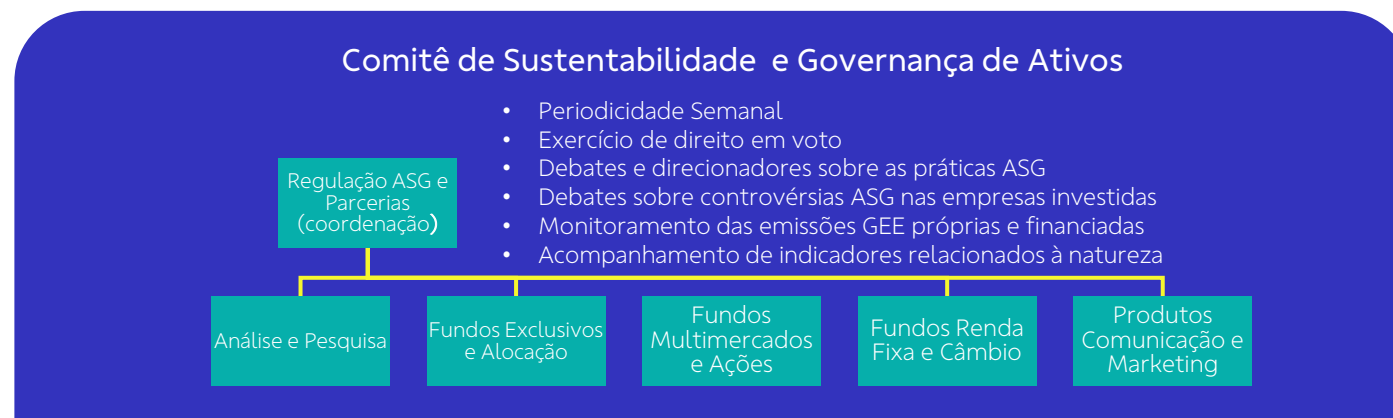 Comitê de Sustentabilidade e Governança de Ativos
• Periodicidade Semanal
• Exercício de direito em voto
• Debates e direcionadores sobre as práticas ASG
• Debates sobre controvérsias ASG nas empresas investidas
• Monitoramento das emissões GEE próprias e financiadas
• Acompanhamento de indicadores relacionados à natureza
Regulação ASG e
Parcerias
(coordenação)
Análise e Pesquisa
Fundos Exclusivos
e Alocação
Fundos
Multimercados
e Ações
Fundos Renda
Fixa e Câmbio
Produtos
Comunicação e
Marketing